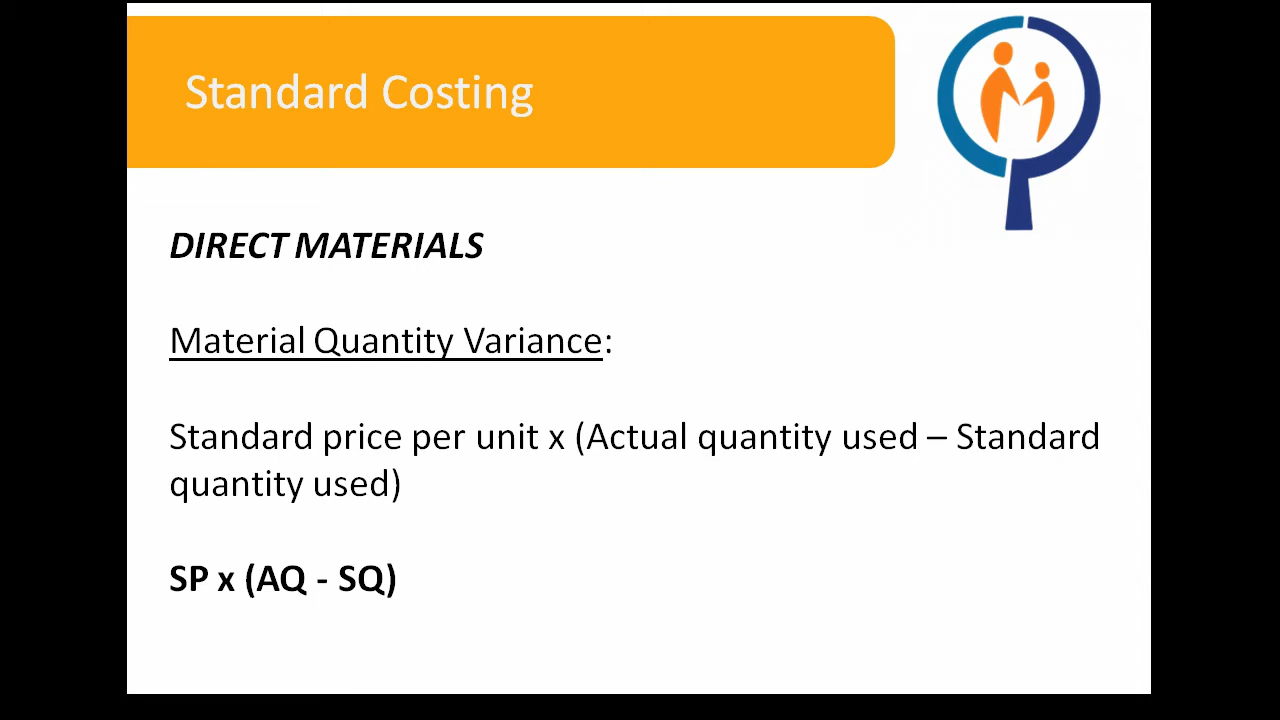 Standard Costing
DIRECT MATERIALS
Material Quantity Variance:
Standard price per unit x (Actual quantity used – Standard
quantity used)
SP x (AQ - SQ)